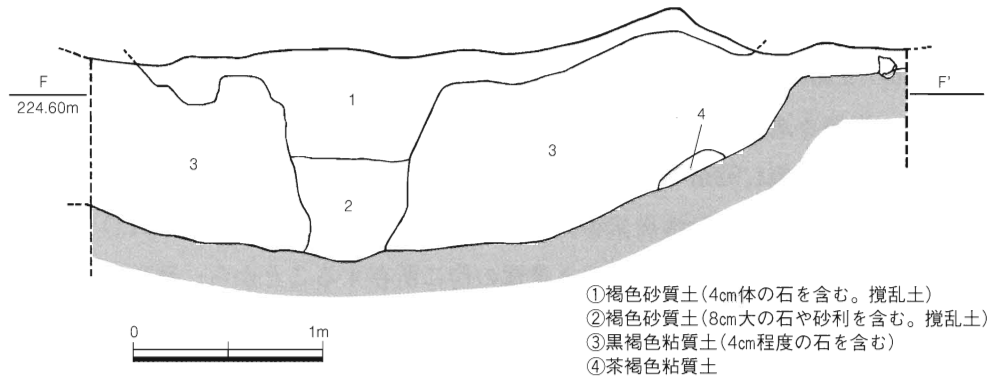 F
224.60m
F'
1
2
3
3
4
①褐色砂質土(4㎝体の石を含む。撹乱土)
②褐色砂質土(8㎝大の石や砂利を含む。撹乱土)
③黒褐色粘質土(4㎝程度の石を含む)
④茶褐色粘質土
0
1m